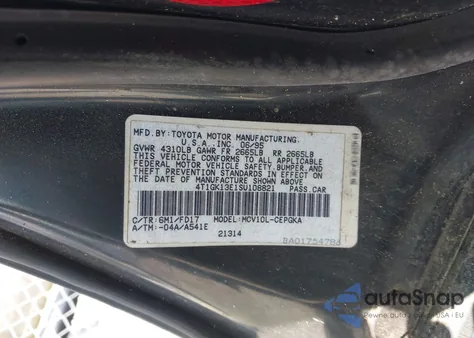 MFD.BY:TOYOTA MOTOR MANUFACTURING,
U.S.A.,INC. 06/95
GVWR 4310LB GAWR FR 2665LB RR 2665LB
THIS VEHICLE CONFORMS TO ALL APPLICABLE
FEDERAL MOTOR VEHICLE SAFETY, BUMPER, AND
THEFT PREVENTION STANDARDS IN EFFECT ON
THE DATE OF MANUFACTURE SHOWN ABOVE.
4T1GK13E1SU108821 PASS.CAR
C/TR:6M1/FD17 MODEL:MCV10L-CEPGKA
A/TM:-04A/A541E 21314
autoSnap